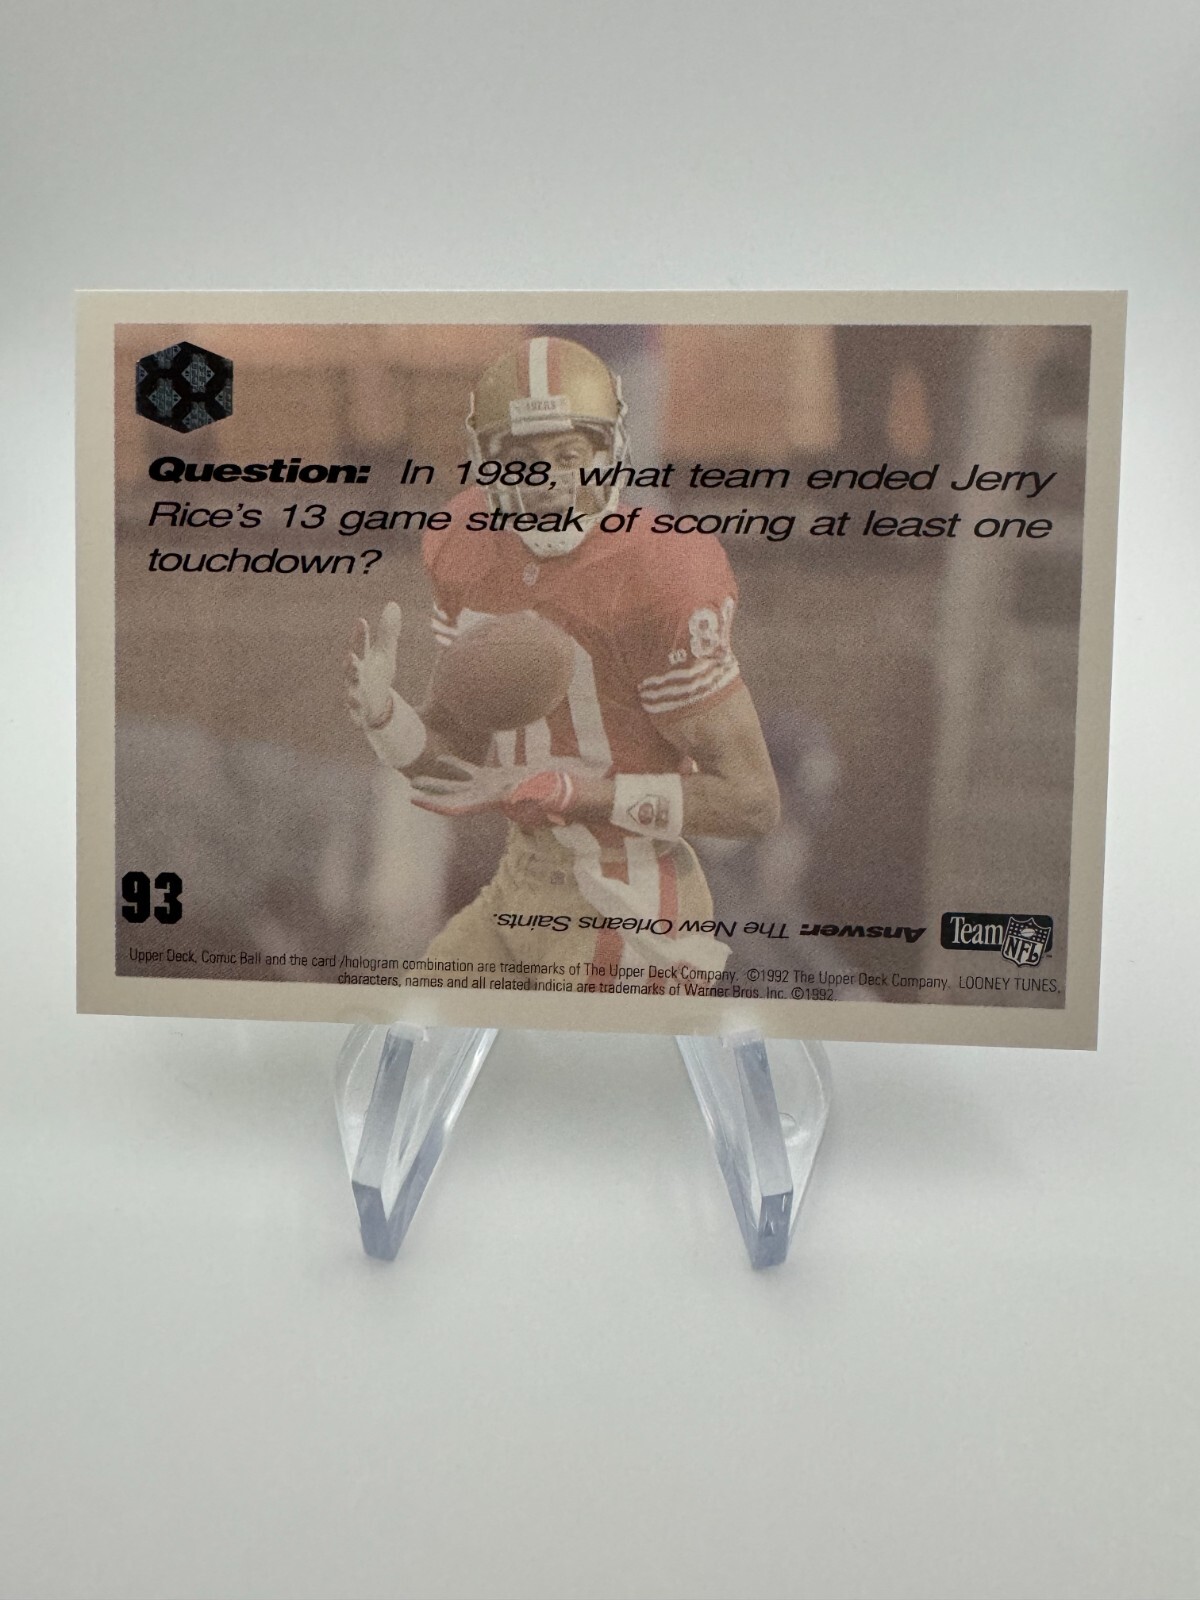 49ERS
Question: In 1988, what team ended Jerry
Rice's 13 game streak of scoring at least one
touchdown?
80
93
Answer: The New Orleans Saints.
Team NFL
Upper Deck, Comic Ball and the card /hologram combination are trademarks of The Upper Deck Company. ©1992 The Upper Deck Company. LOONEY TUNES,
characters, names and all related indicia are trademarks of Warner Bros. Inc. ©1992.